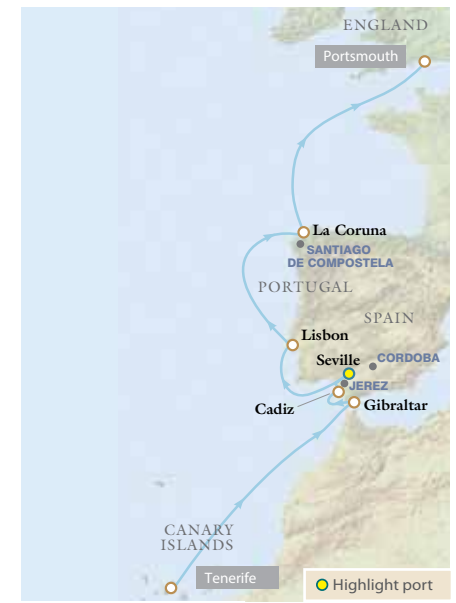 ENGLAND
Portsmouth
La Coruna
SANTIAGO
DE COMPOSTELA
PORTUGAL
SPAIN
Lisbon
Seville
CORDOBA
JEREZ
Cadiz
Gibraltar
CANARY
ISLANDS
Tenerife
Highlight port